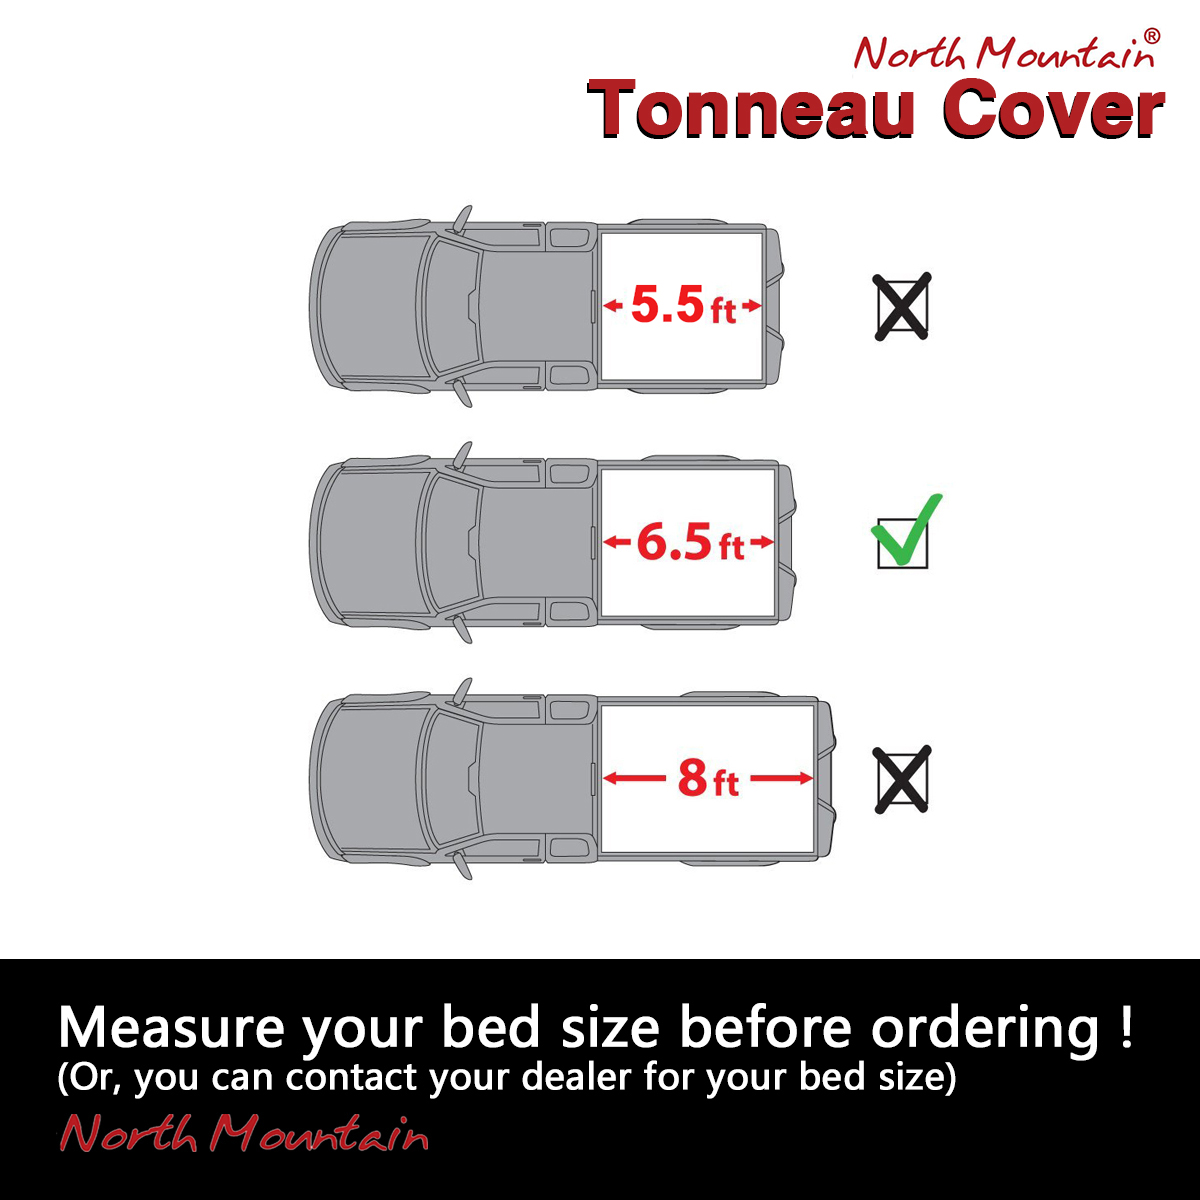 North Mountain®
Tonneau Cover
5.5 ft
6.5 ft
8 ft
Measure your bed size before ordering !
(Or, you can contact your dealer for your bed size)
North Mountain